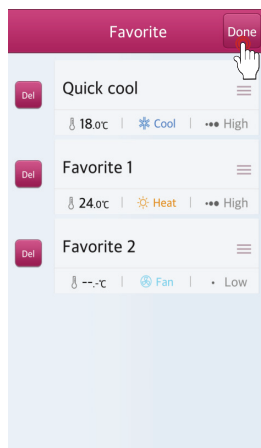 Favorite Done
Del Quick cool
18.0℃ | Cool | High
Del Favorite 1
24.0℃ | Heat | High
Del Favorite 2
--.-℃ | Fan | Low